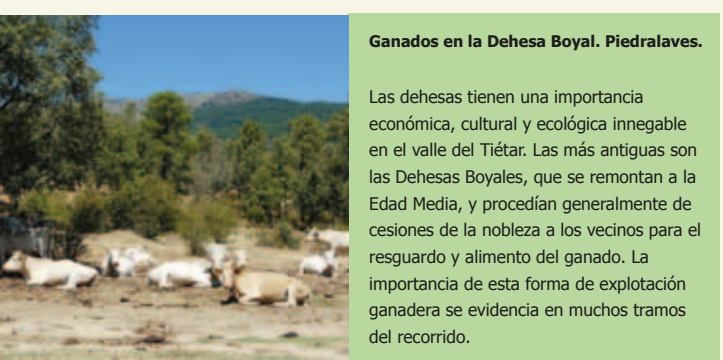 Ganados en la Dehesa Boyal. Piedralaves.
Las dehesas tienen una importancia
económica, cultural y ecológica innegable
en el valle del Tiétar. Las más antiguas son
las Dehesas Boyales, que se remontan a la
Edad Media, y procedían generalmente de
cesiones de la nobleza a los vecinos para el
resguardo y alimento del ganado. La
importancia de esta forma de explotación
ganadera se evidencia en muchos tramos
del recorrido.